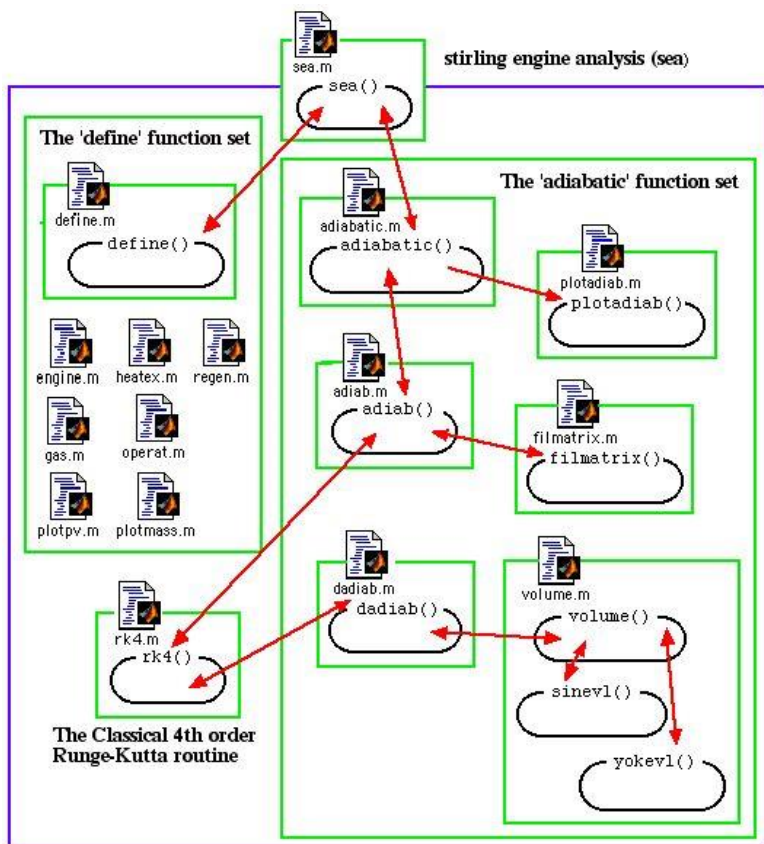 sea.m
stirling engine analysis (sea)
sea()
The 'define' function set
define.m
define()
engine.m heatex.m regen.m
gas.m operat.m
plotpv.m plotmass.m
The 'adiabatic' function set
adiabatic.m
adiabatic()
plotadiab.m
plotadiab()
adiab.m
adiab()
filmatrix.m
filmatrix()
rk4.m
rk4()
The Classical 4th order
Runge-Kutta routine
dadiab.m
dadiab()
volume.m
volume()
sinevl()
yokevl()